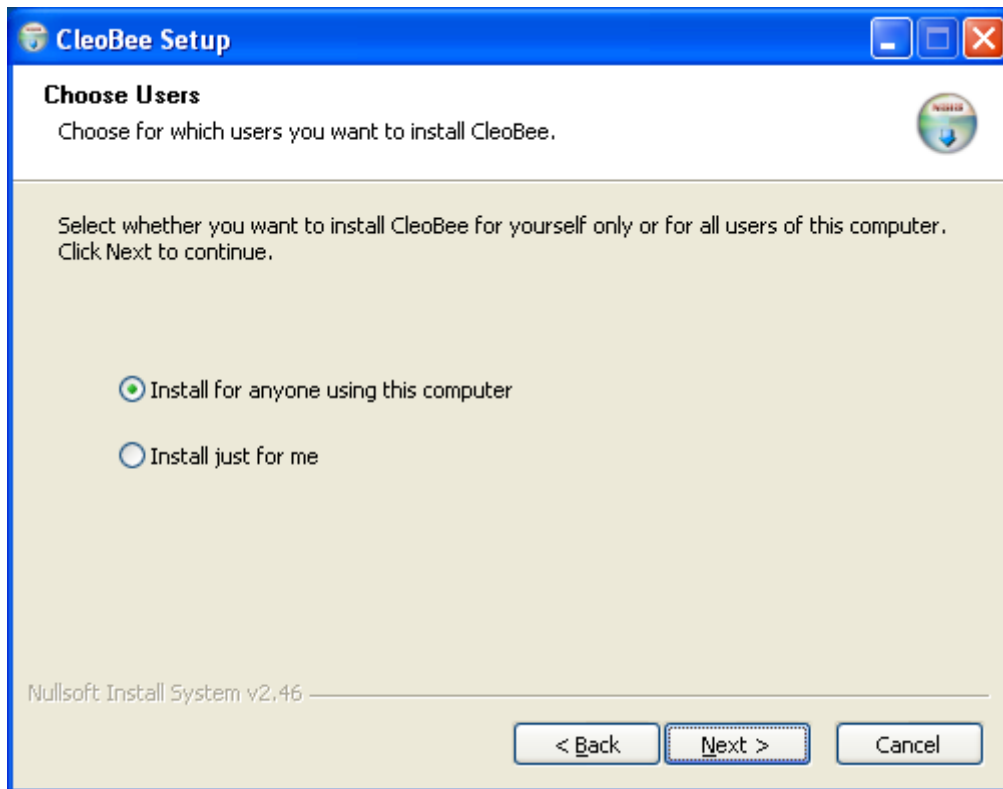 CleoBee Setup
Choose Users
Choose for which users you want to install CleoBee.
Select whether you want to install CleoBee for yourself only or for all users of this computer.
Click Next to continue.
Install for anyone using this computer
Install just for me
Nullsoft Install System v2.46
< Back
Next >
Cancel